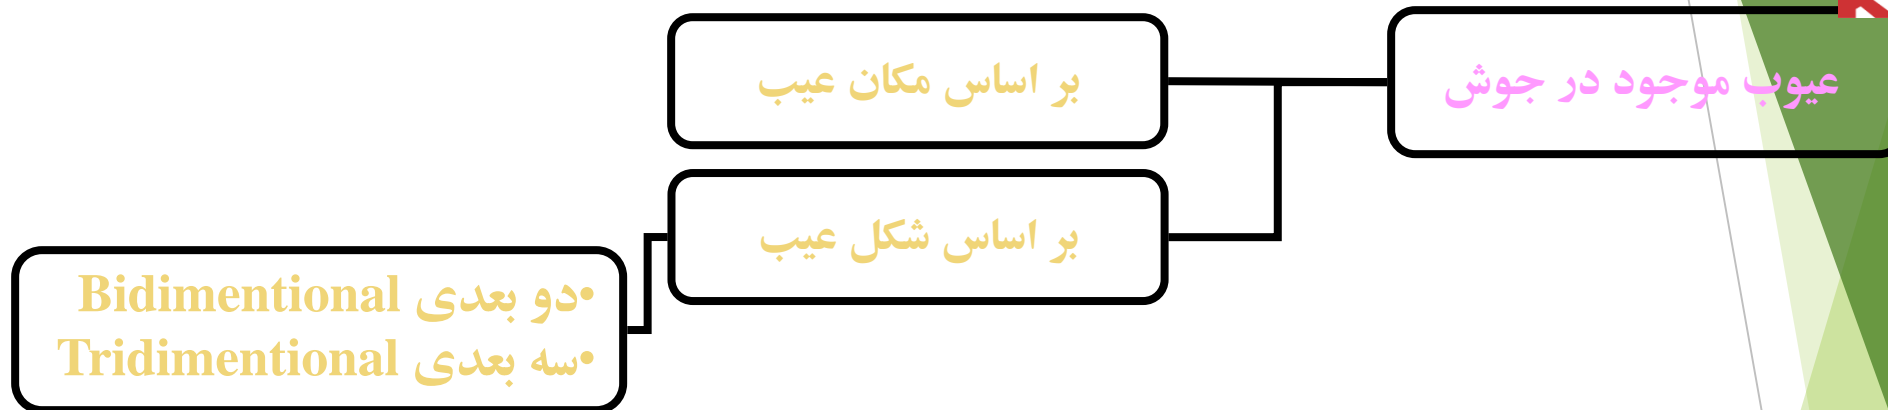 عیوب موجود در جوش
بر اساس مکان عیب
بر اساس شکل عیب
•دو بعدی Bidimentional
•سه بعدی Tridimentional